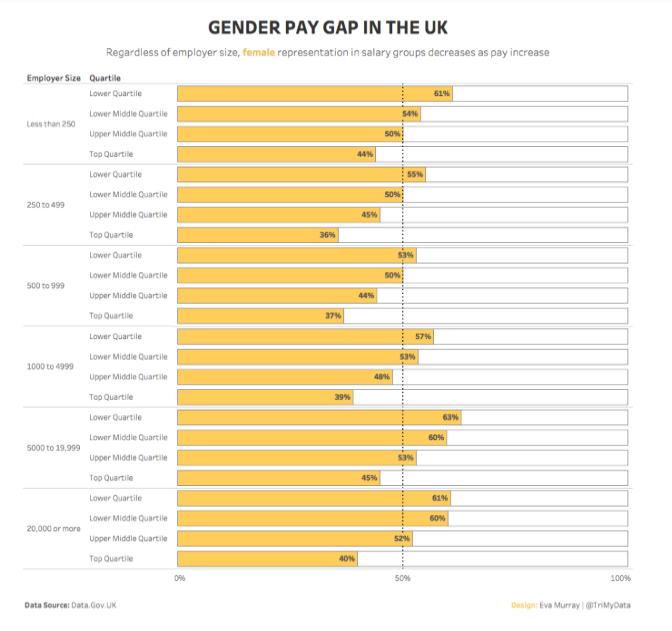 GENDER PAY GAP IN THE UK
Regardless of employer size, female representation in salary groups decreases as pay increase
Employer Size Quartile
Less than 250
Lower Quartile 61%
Lower Middle Quartile 54%
Upper Middle Quartile 50%
Top Quartile 44%
250 to 499
Lower Quartile 55%
Lower Middle Quartile 50%
Upper Middle Quartile 45%
Top Quartile 36%
500 to 999
Lower Quartile 53%
Lower Middle Quartile 50%
Upper Middle Quartile 44%
Top Quartile 37%
1000 to 4999
Lower Quartile 57%
Lower Middle Quartile 53%
Upper Middle Quartile 48%
Top Quartile 39%
5000 to 19,999
Lower Quartile 63%
Lower Middle Quartile 60%
Upper Middle Quartile 53%
Top Quartile 45%
20,000 or more
Lower Quartile 61%
Lower Middle Quartile 60%
Upper Middle Quartile 52%
Top Quartile 40%
0% 50% 100%
Data Source: Data.Gov.UK
Design: Eva Murray | @TriMyData